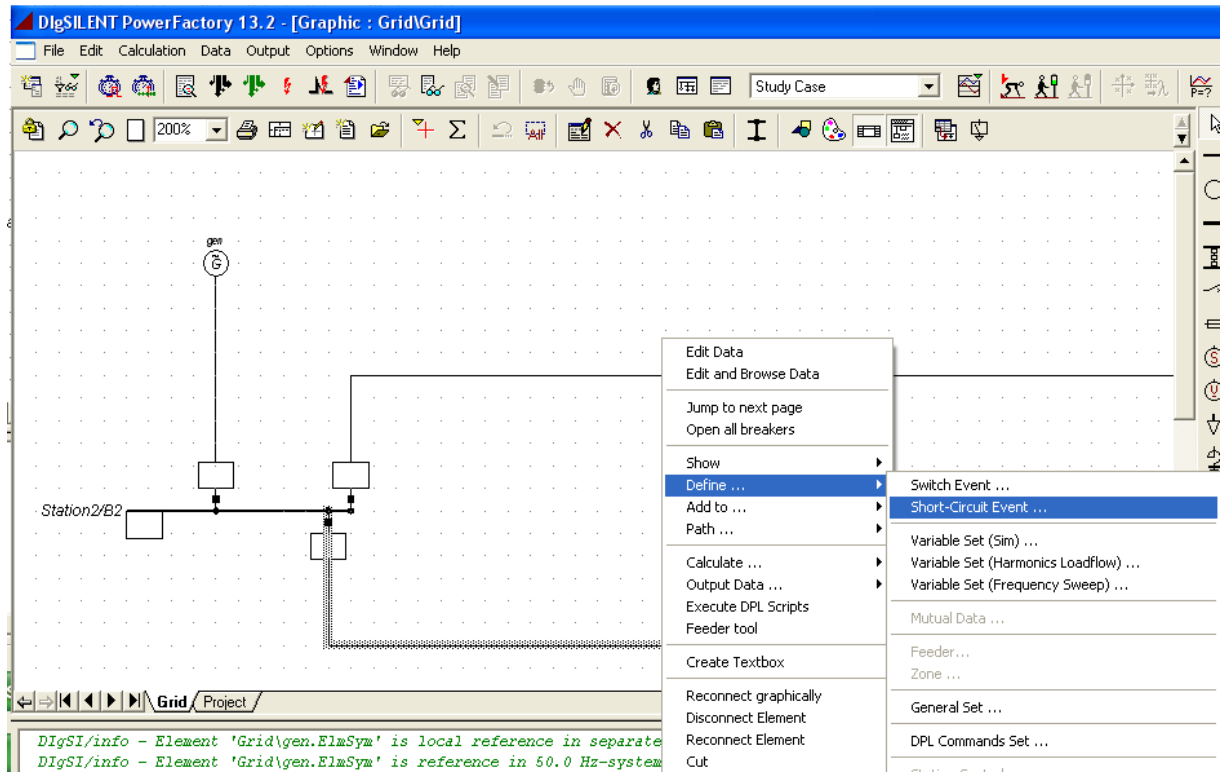 DIgSILENT PowerFactory 13.2 - [Graphic : Grid\Grid]
File Edit Calculation Data Output Options Window Help
Study Case
P=?
200%
gen
G
Station2/B2
Edit Data
Edit and Browse Data
Jump to next page
Open all breakers
Show
Define ...
Add to ...
Path ...
Calculate ...
Output Data ...
Execute DPL Scripts
Feeder tool
Create Textbox
Reconnect graphically
Disconnect Element
Reconnect Element
Cut
Switch Event ...
Short-Circuit Event ...
Variable Set (Sim) ...
Variable Set (Harmonics Loadflow) ...
Variable Set (Frequency Sweep) ...
Mutual Data ...
Feeder...
Zone ...
General Set ...
DPL Commands Set ...
Grid Project
DIgSI/info - Element 'Grid\gen.ElmSym' is local reference in separate
DIgSI/info - Element 'Grid\gen.ElmSym' is reference in 50.0 Hz-system